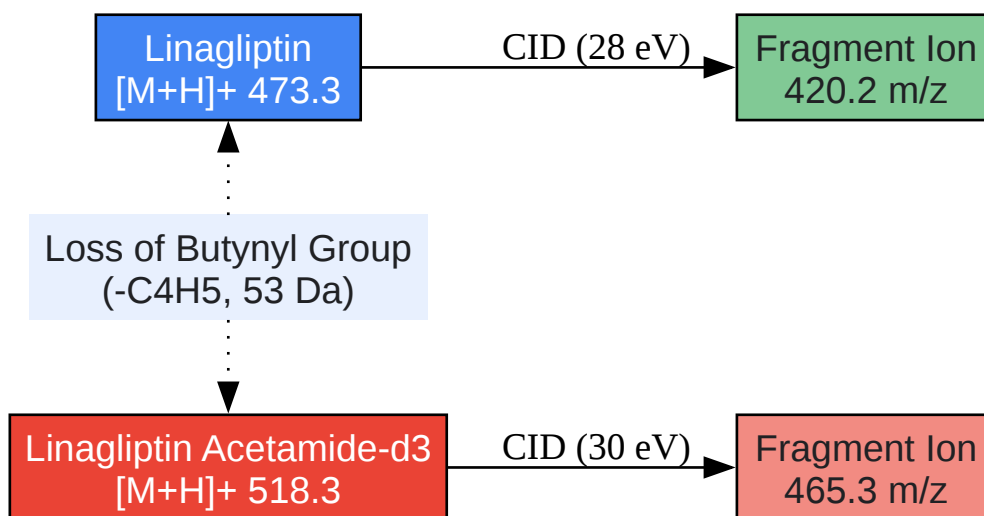 Linagliptin
[M+H]+ 473.3
CID (28 eV)
Fragment Ion
420.2 m/z
Loss of Butynyl Group
(-C4H5, 53 Da)
Linagliptin Acetamide-d3
[M+H]+ 518.3
CID (30 eV)
Fragment Ion
465.3 m/z